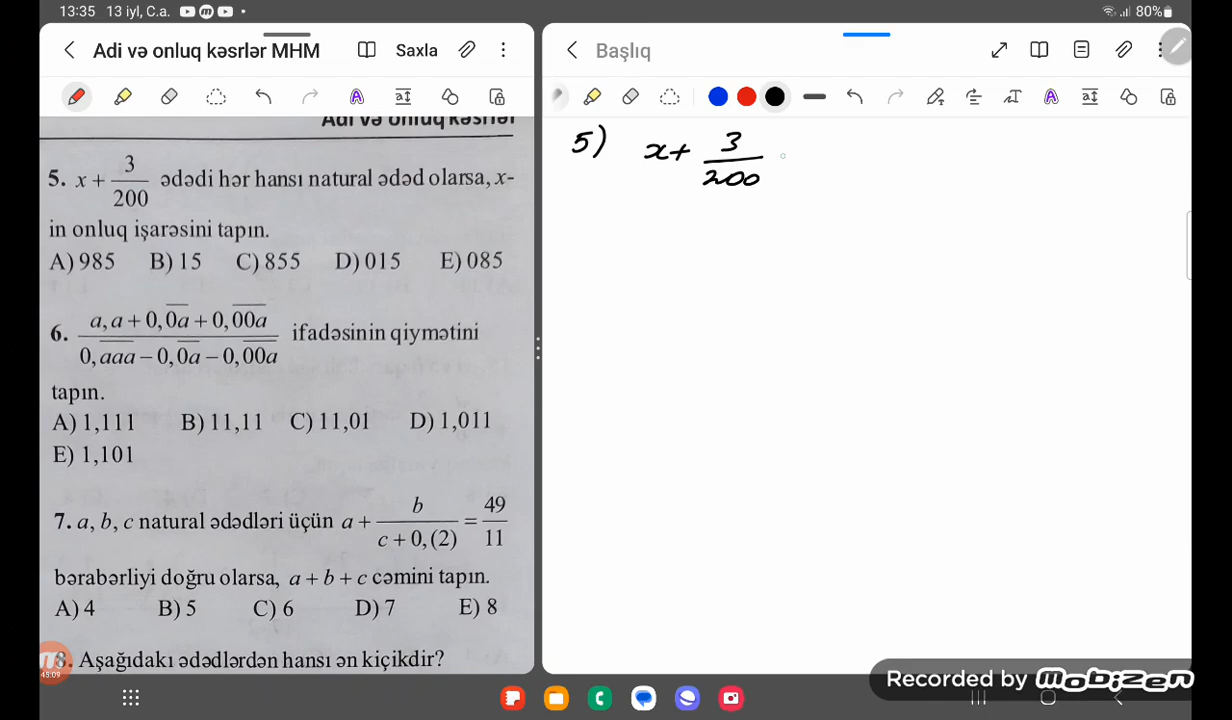 13:35 13 iyl, C.a. 80%
Adi və onluq kəsrlər MHM Saxla
Başlıq
Adi və onluq kəsrlər
5. x + 3/200 ədədi hər hansı natural ədəd olarsa, x-
in onluq işarəsini tapın.
A) 985 B) 15 C) 855 D) 015 E) 085
6. (a,a + 0,0a + 0,00a)/(0,aaa − 0,0a − 0,00a) ifadəsinin qiymətini
tapın.
A) 1,111 B) 11,11 C) 11,01 D) 1,011
E) 1,101
7. a, b, c natural ədədləri üçün a + b/(c + 0,(2)) = 49/11
bərabərliyi doğru olarsa, a + b + c cəmini tapın.
A) 4 B) 5 C) 6 D) 7 E) 8
8. Aşağıdakı ədədlərdən hansı ən kiçikdir?
45:09
5) x + 3/200
Recorded by mobizen